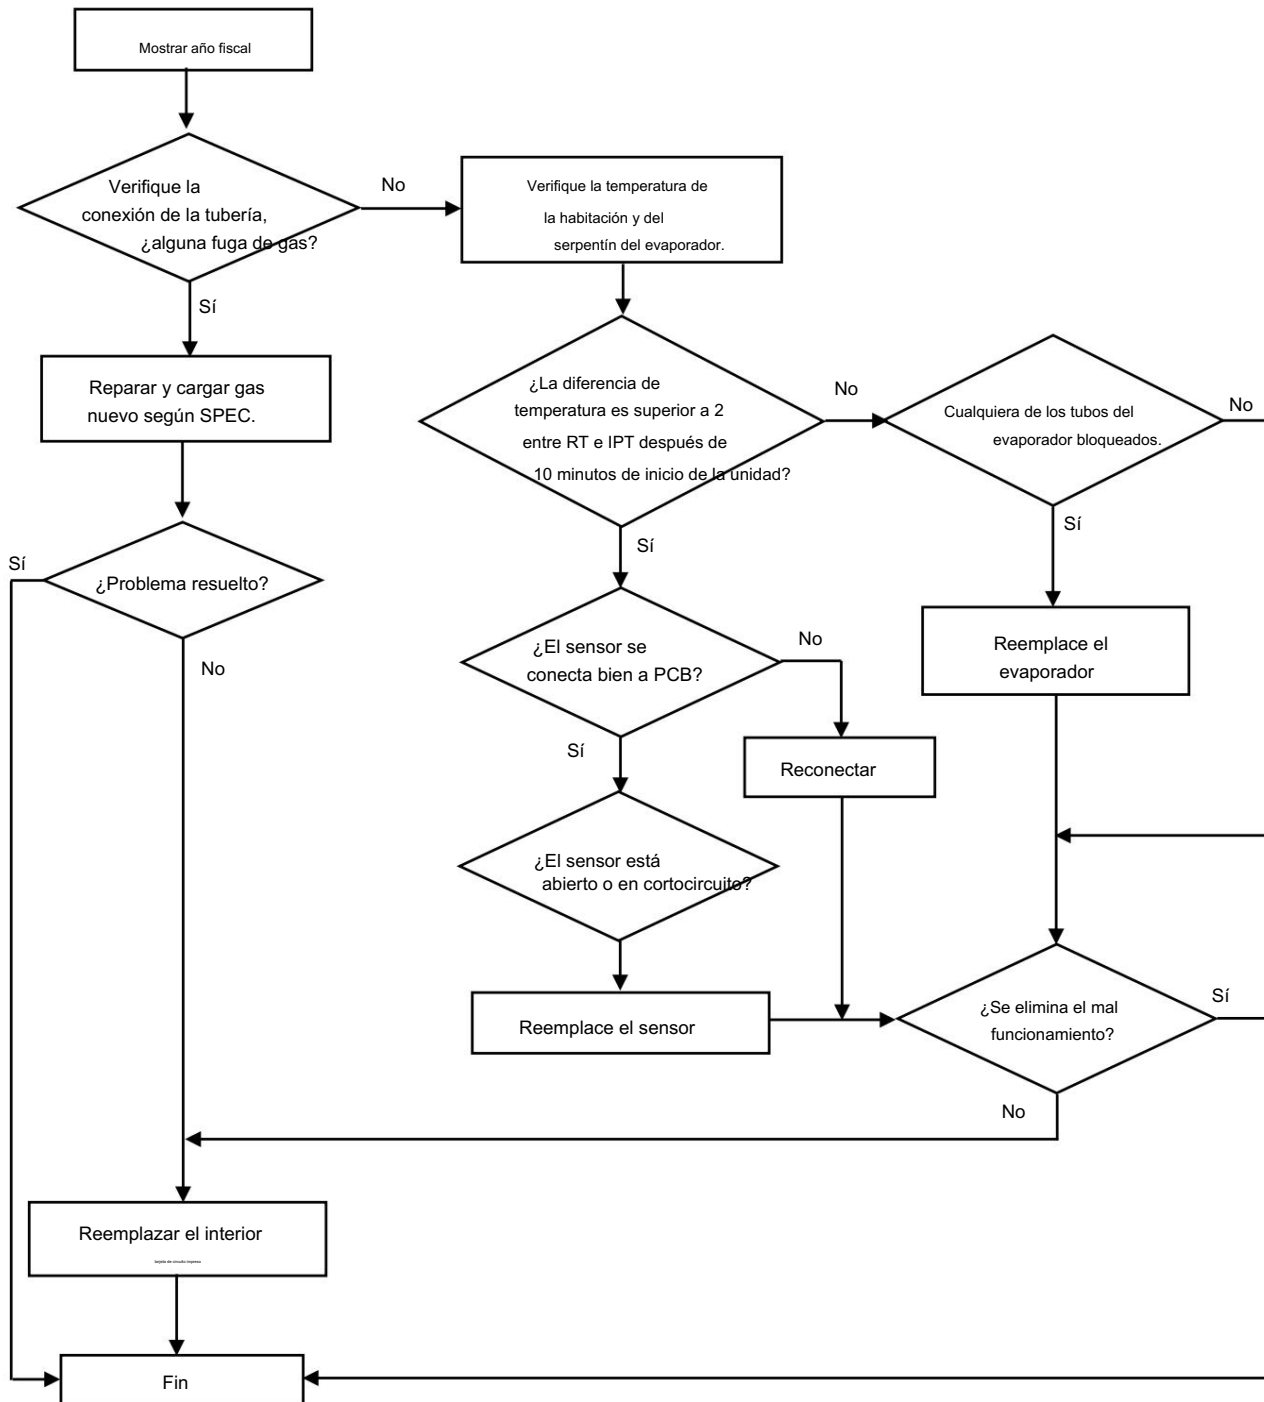 Mostrar año fiscal
Verifique la
conexión de la tubería,
¿alguna fuga de gas?
No
Verifique la temperatura de
la habitación y del
serpentín del evaporador.
Sí
Reparar y cargar gas
nuevo según SPEC.
¿La diferencia de
temperatura es superior a 2
entre RT e IPT después de
10 minutos de inicio de la unidad?
No
Cualquiera de los tubos del
evaporador bloqueados.
No
Sí
Sí
Sí
¿Problema resuelto?
No
¿El sensor se
conecta bien a PCB?
No
Reemplace el
evaporador
Sí
Reconectar
¿El sensor está
abierto o en cortocircuito?
Reemplace el sensor
¿Se elimina el mal
funcionamiento?
Sí
No
Reemplazar el interior
tarjeta de circuito impreso
Fin